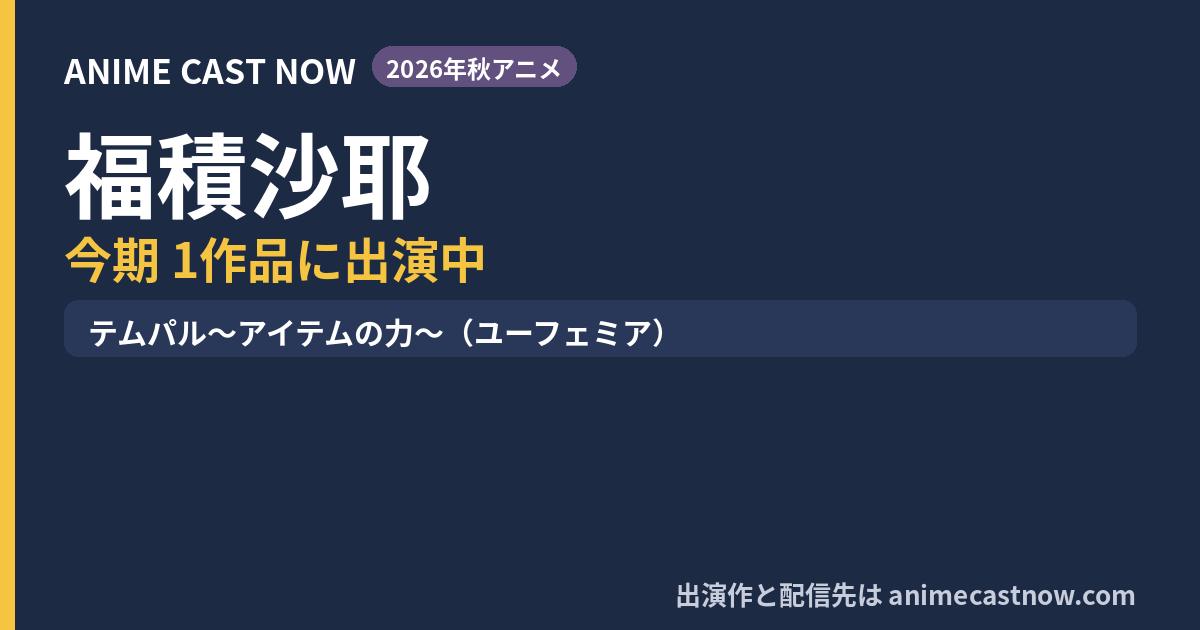 ANIME CAST NOW 2026年秋アニメ
福積沙耶
今期 1作品に出演中
テムパル〜アイテムの力〜（ユーフェミア）
出演作と配信先は animecastnow.com